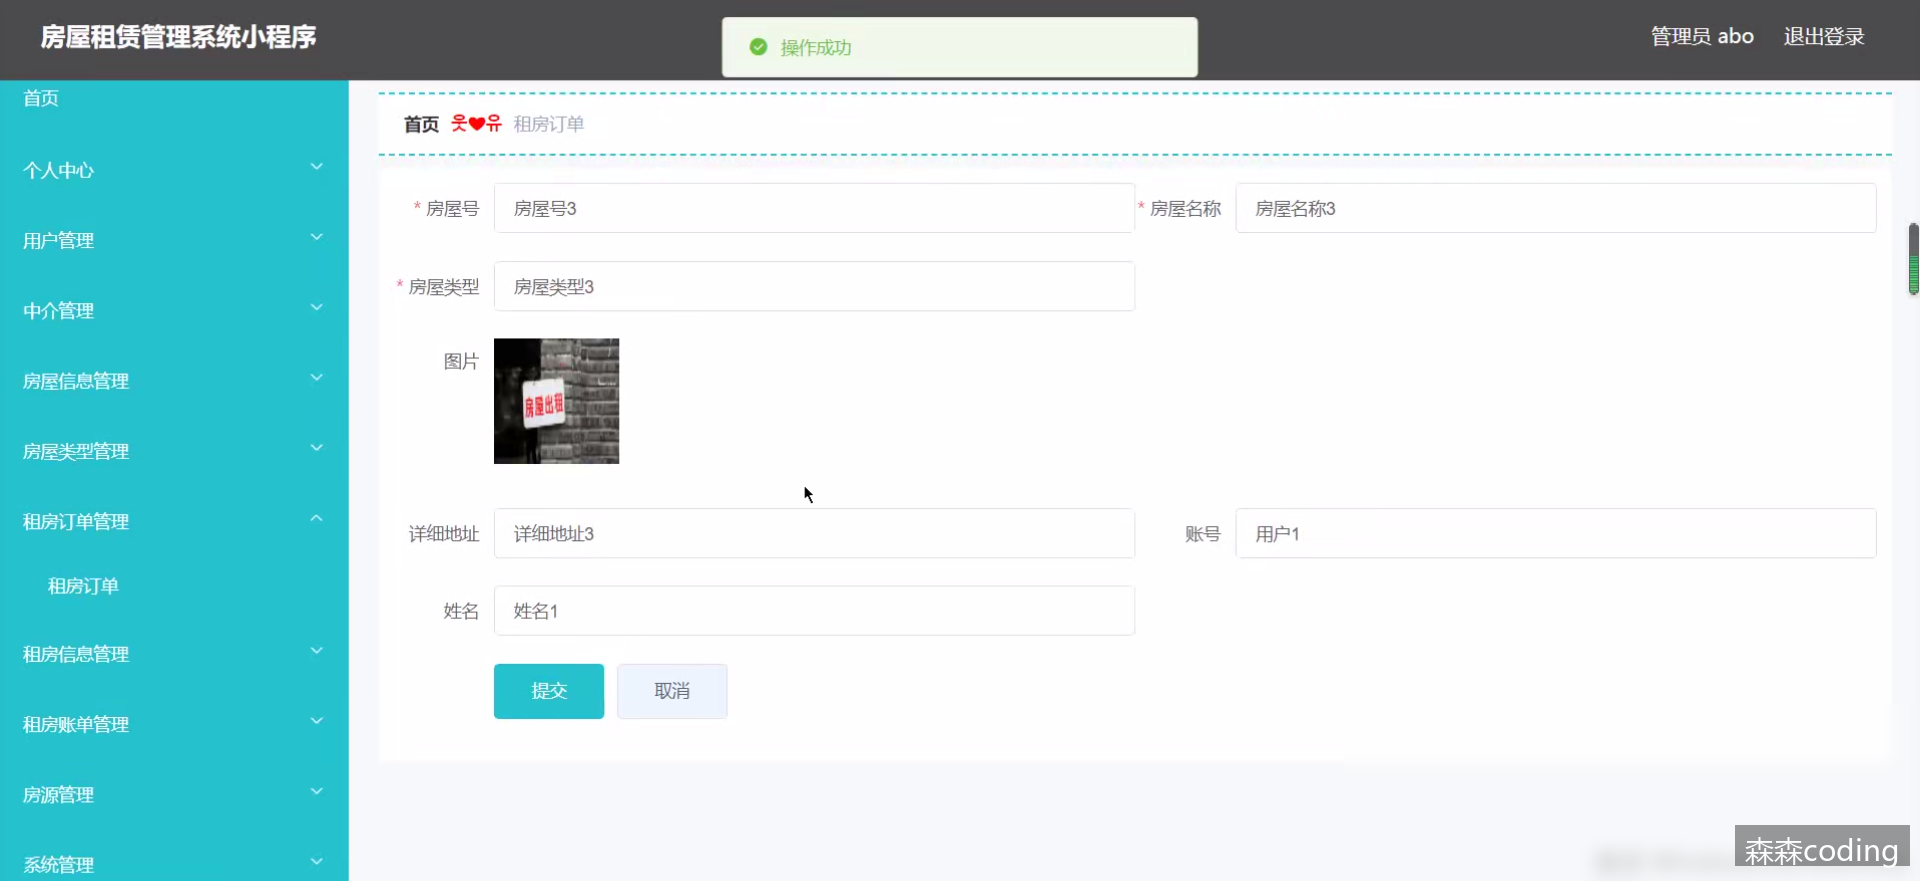 房屋租赁管理系统小程序
操作成功
管理员 abo
退出登录
首页
个人中心
用户管理
中介管理
房屋信息管理
房屋类型管理
租房订单管理
租房订单
租房信息管理
租房账单管理
房源管理
系统管理
首页 웃❤유 租房订单
* 房屋号 房屋号3
* 房屋名称 房屋名称3
* 房屋类型 房屋类型3
图片
房屋出租
详细地址 详细地址3
账号 用户1
姓名 姓名1
提交
取消
森森coding